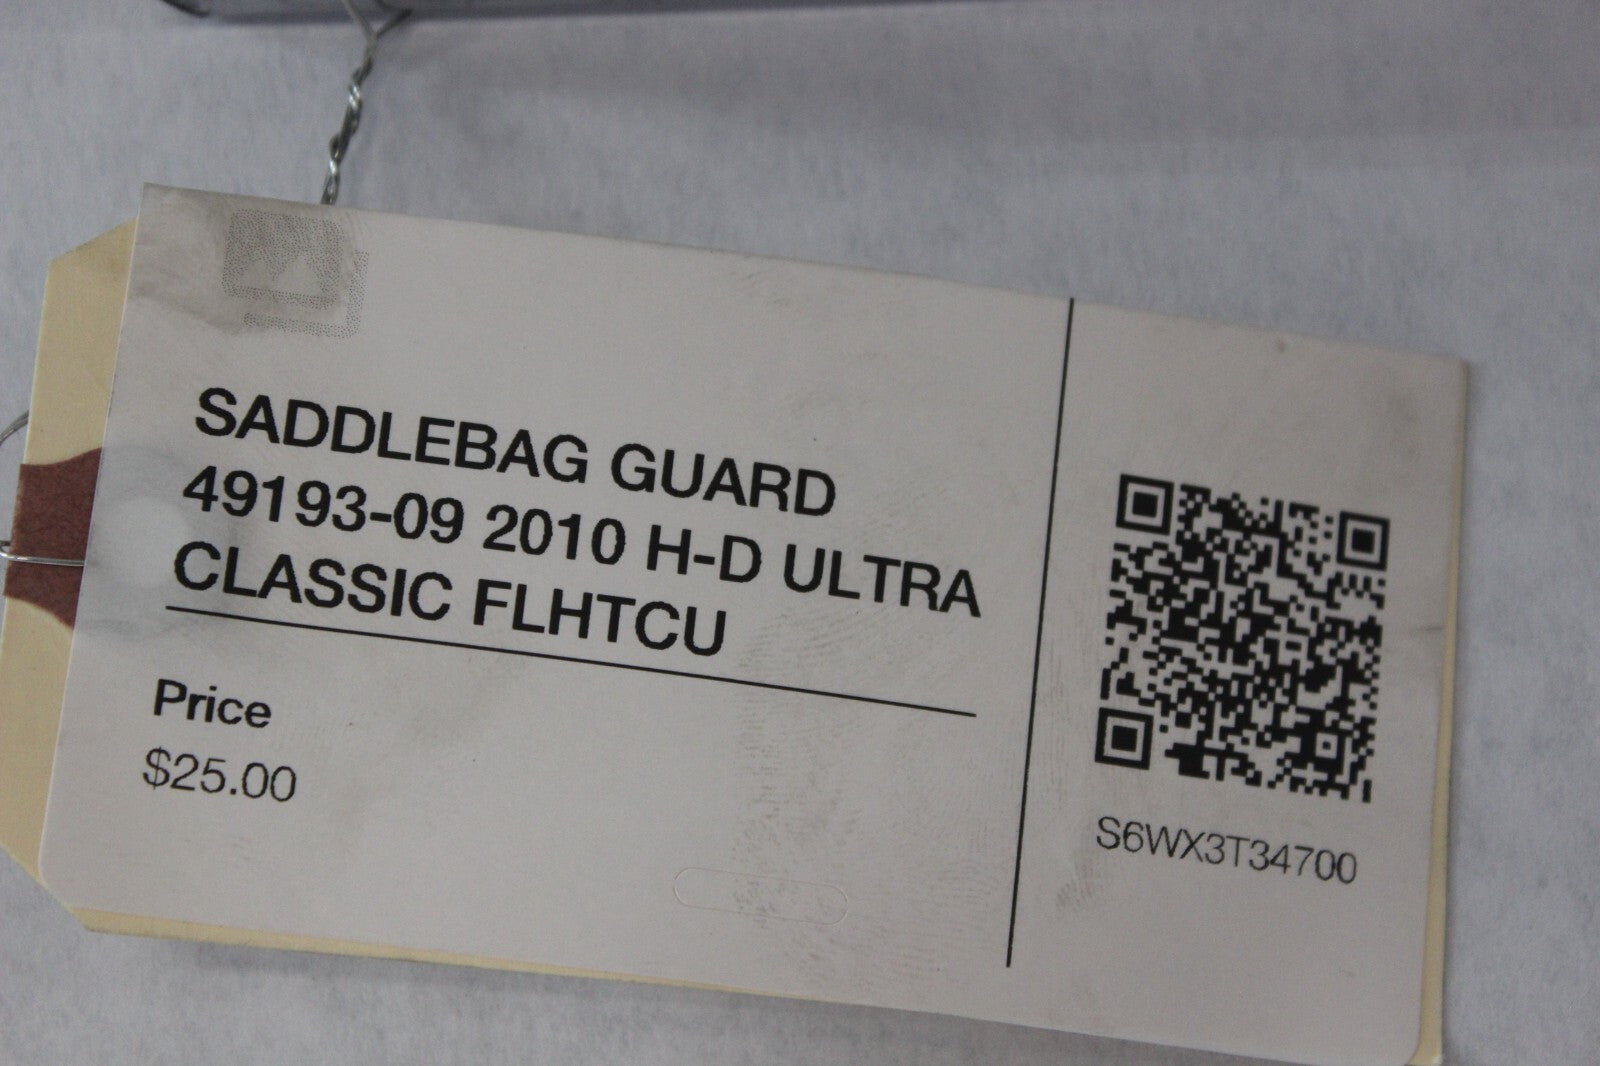 SADDLEBAG GUARD
49193-09 2010 H-D ULTRA
CLASSIC FLHTCU
Price
$25.00
S6WX3T34700